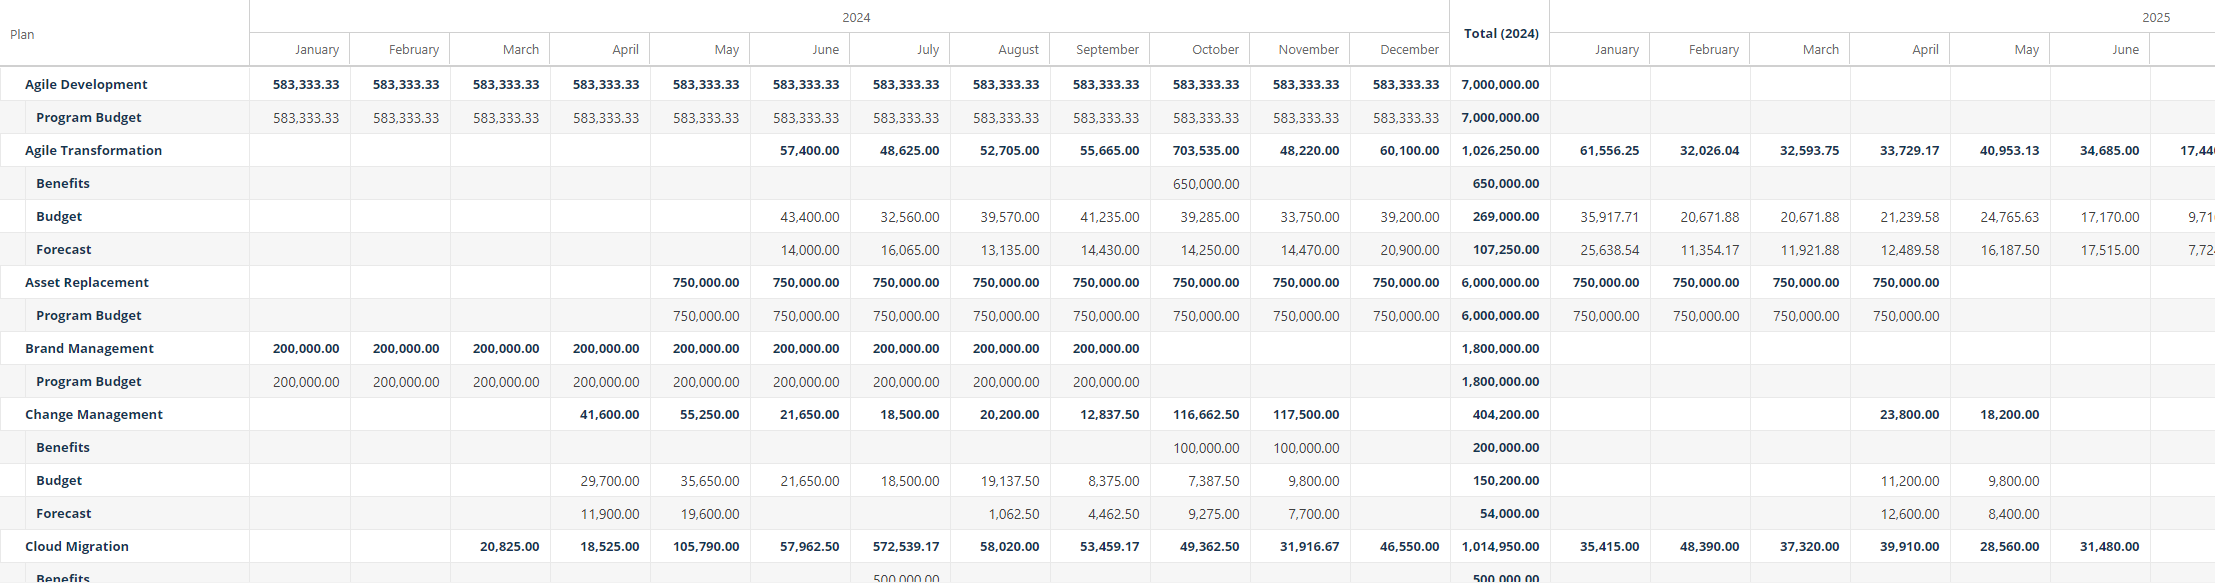 2024 2025
Plan Total (2024)
January February March April May June July August September October November December January February March April May June
Agile Development 583,333.33 583,333.33 583,333.33 583,333.33 583,333.33 583,333.33 583,333.33 583,333.33 583,333.33 583,333.33 583,333.33 583,333.33 7,000,000.00
Program Budget 583,333.33 583,333.33 583,333.33 583,333.33 583,333.33 583,333.33 583,333.33 583,333.33 583,333.33 583,333.33 583,333.33 583,333.33 7,000,000.00
Agile Transformation 57,400.00 48,625.00 52,705.00 55,665.00 703,535.00 48,220.00 60,100.00 1,026,250.00 61,556.25 32,026.04 32,593.75 33,729.17 40,953.13 34,685.00 17,440
Benefits 650,000.00 650,000.00
Budget 43,400.00 32,560.00 39,570.00 41,235.00 39,285.00 33,750.00 39,200.00 269,000.00 35,917.71 20,671.88 20,671.88 21,239.58 24,765.63 17,170.00 9,71
Forecast 14,000.00 16,065.00 13,135.00 14,430.00 14,250.00 14,470.00 20,900.00 107,250.00 25,638.54 11,354.17 11,921.88 12,489.58 16,187.50 17,515.00 7,72
Asset Replacement 750,000.00 750,000.00 750,000.00 750,000.00 750,000.00 750,000.00 750,000.00 750,000.00 6,000,000.00 750,000.00 750,000.00 750,000.00 750,000.00
Program Budget 750,000.00 750,000.00 750,000.00 750,000.00 750,000.00 750,000.00 750,000.00 750,000.00 6,000,000.00 750,000.00 750,000.00 750,000.00 750,000.00
Brand Management 200,000.00 200,000.00 200,000.00 200,000.00 200,000.00 200,000.00 200,000.00 200,000.00 200,000.00 1,800,000.00
Program Budget 200,000.00 200,000.00 200,000.00 200,000.00 200,000.00 200,000.00 200,000.00 200,000.00 200,000.00 1,800,000.00
Change Management 41,600.00 55,250.00 21,650.00 18,500.00 20,200.00 12,837.50 116,662.50 117,500.00 404,200.00 23,800.00 18,200.00
Benefits 100,000.00 100,000.00 200,000.00
Budget 29,700.00 35,650.00 21,650.00 18,500.00 19,137.50 8,375.00 7,387.50 9,800.00 150,200.00 11,200.00 9,800.00
Forecast 11,900.00 19,600.00 1,062.50 4,462.50 9,275.00 7,700.00 54,000.00 12,600.00 8,400.00
Cloud Migration 20,825.00 18,525.00 105,790.00 57,962.50 572,539.17 58,020.00 53,459.17 49,362.50 31,916.67 46,550.00 1,014,950.00 35,415.00 48,390.00 37,320.00 39,910.00 28,560.00 31,480.00
Benefits 500,000.00 500,000.00